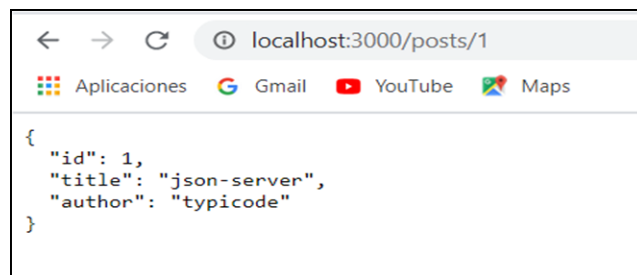 localhost:3000/posts/1
Aplicaciones Gmail YouTube Maps
{
  "id": 1,
  "title": "json-server",
  "author": "typicode"
}